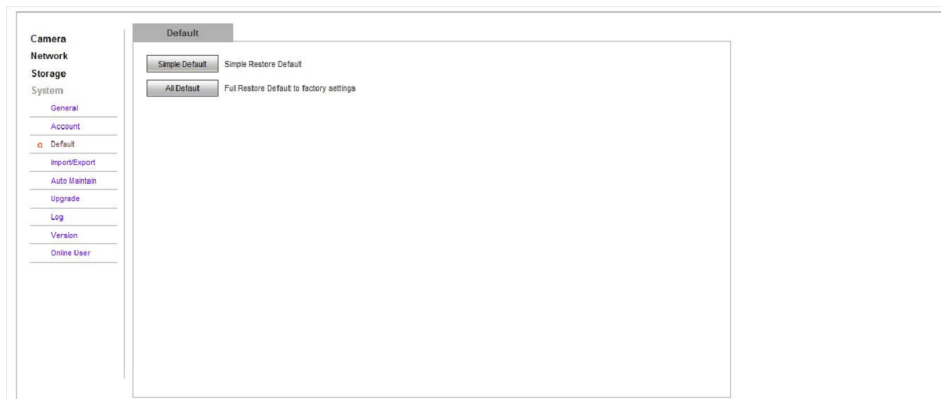 Camera
Network
Storage
System
General
Account
Default
Import/Export
Auto Maintain
Upgrade
Log
Version
Online User
Default
Simple Default Simple Restore Default
All Default Full Restore Default to factory settings